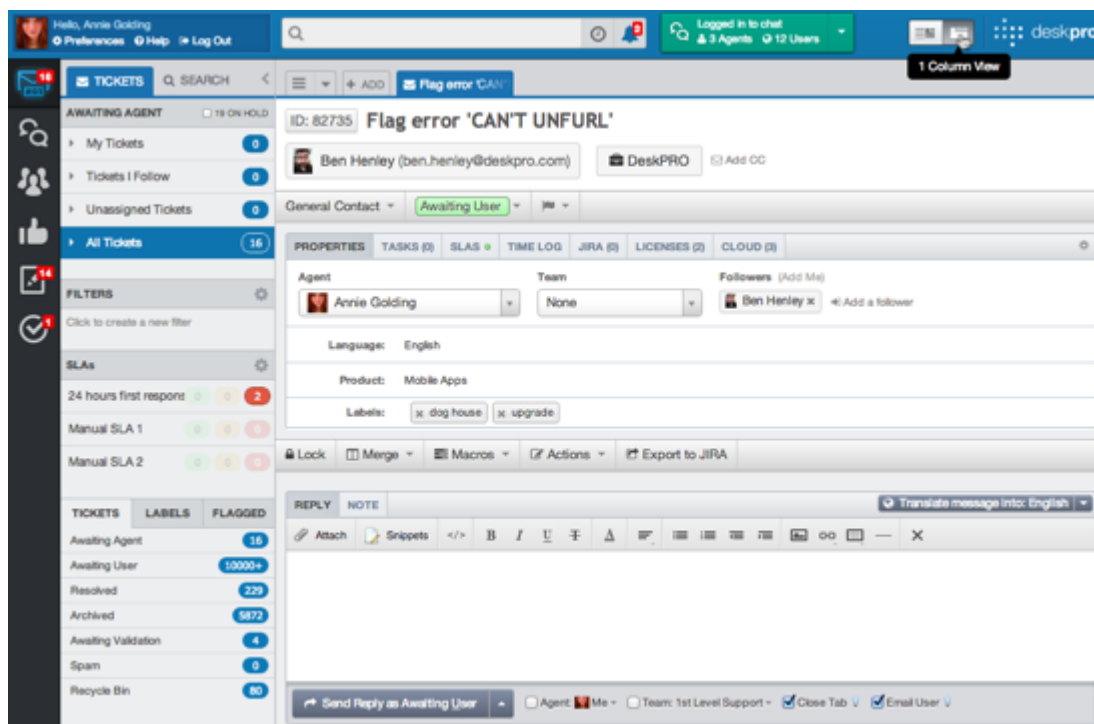 Hello, Annie Golding
Preferences Help Log Out
Logged in to chat
3 Agents 12 Users
deskpro
1 Column View
TICKETS SEARCH
ADD
Flag error 'CAN'T
AWAITING AGENT 19 ON HOLD
My Tickets 0
Tickets I Follow 0
Unassigned Tickets 0
All Tickets 16
FILTERS
Click to create a new filter
SLAs
24 hours first respons 0 0 2
Manual SLA 1 0 0 0
Manual SLA 2 0 0 0
TICKETS LABELS FLAGGED
Awaiting Agent 16
Awaiting User 10000+
Resolved 229
Archived 5872
Awaiting Validation 4
Spam 0
Recycle Bin 80
ID: 82735 Flag error 'CAN'T UNFURL'
Ben Henley (ben.henley@deskpro.com) DeskPRO Add CC
General Contact Awaiting User
PROPERTIES TASKS (0) SLAS TIME LOG JIRA (0) LICENSES (2) CLOUD (3)
Agent Team Followers (Add Me)
Annie Golding None Ben Henley Add a follower
Language: English
Product: Mobile Apps
Labels: dog house upgrade
Lock Merge Macros Actions Export to JIRA
REPLY NOTE Translate message into: English
Attach Snippets </> B I U T A
Send Reply as Awaiting User Agent: Me Team: 1st Level Support Close Tab Email User